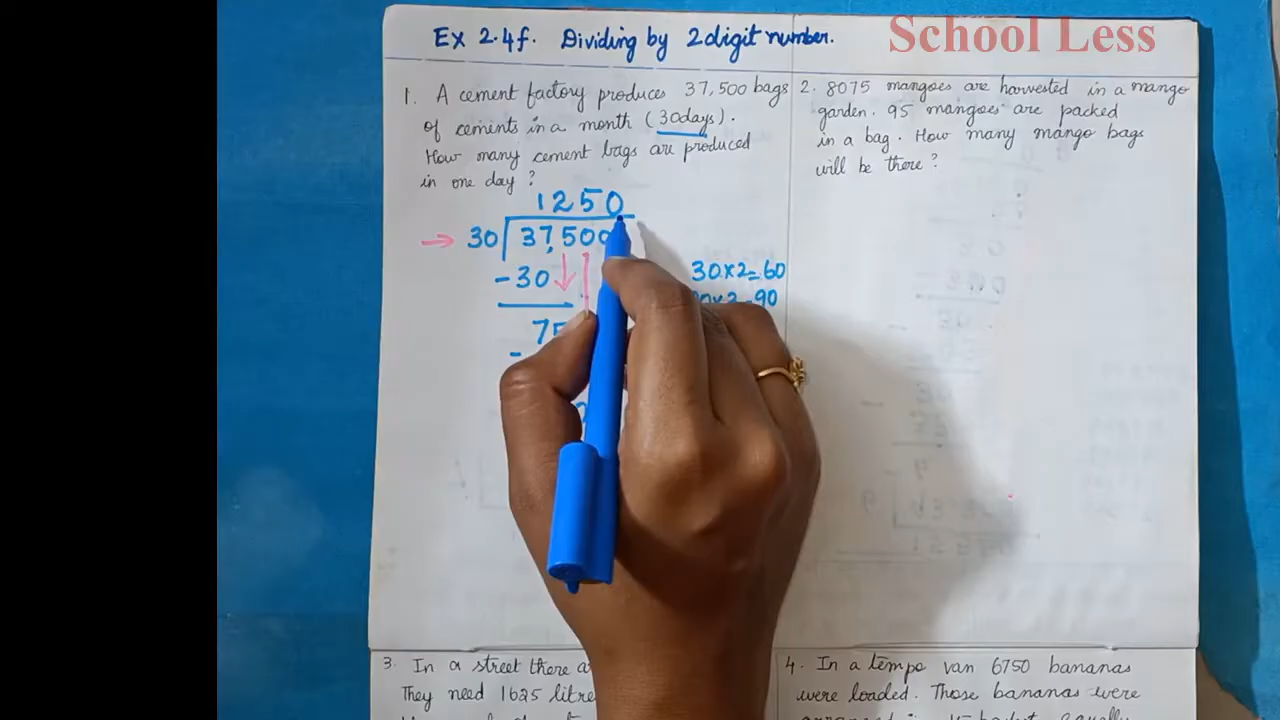 School Less
Ex 2.4f. Dividing by 2digit number.
1. A cement factory produces 37,500 bags
of cements in a month (30days).
How many cement bags are produced
in one day?
1250
30 37,500
-30
75
-
2
30x2=60
90
2. 8075 mangoes are harvested in a mango
garden. 95 mangoes are packed
in a bag. How many mango bags
will be there?
3. In a street there
They need 1625 litre
4. In a tempo van 6750 bananas
were loaded. Those bananas were